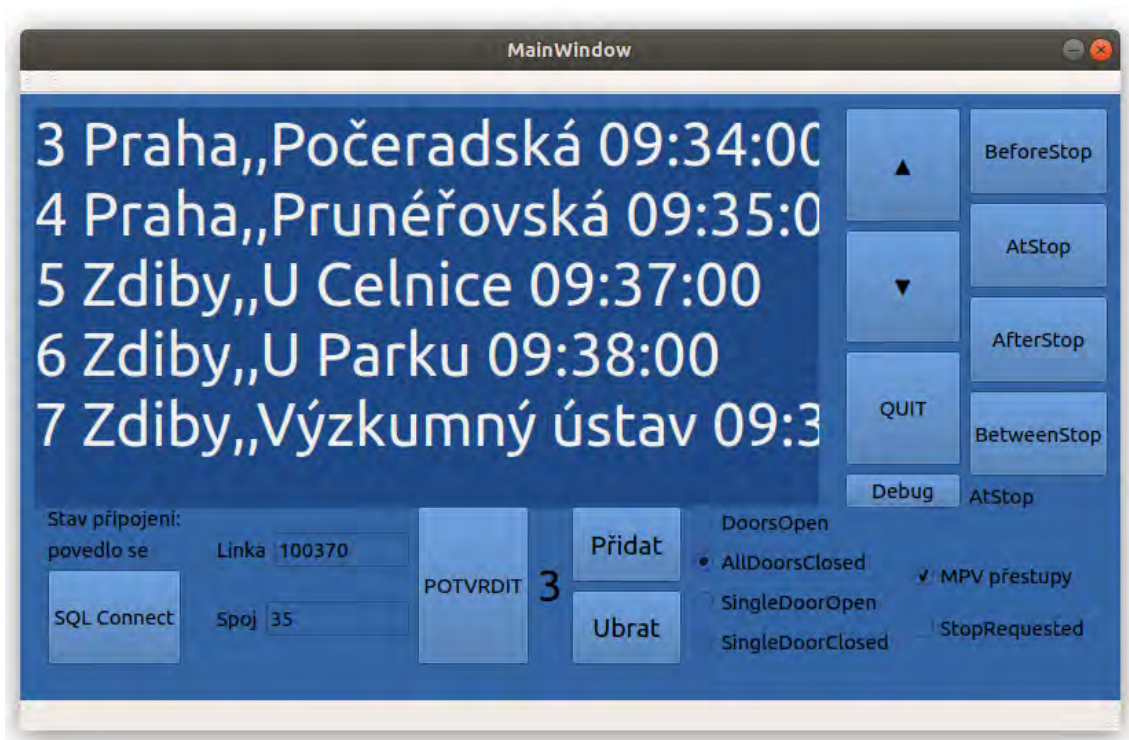 MainWindow
3 Praha,,Počeradská 09:34:00
4 Praha,,Prunéřovská 09:35:0
5 Zdiby,,U Celnice 09:37:00
6 Zdiby,,U Parku 09:38:00
7 Zdiby,,Výzkumný ústav 09:3
▲
▼
QUIT
Debug
BeforeStop
AtStop
AfterStop
BetweenStop
AtStop
Stav připojení:
povedlo se
SQL Connect
Linka 100370
Spoj 35
POTVRDIT
3
Přidat
Ubrat
DoorsOpen
AllDoorsClosed
SingleDoorOpen
SingleDoorClosed
MPV přestupy
StopRequested